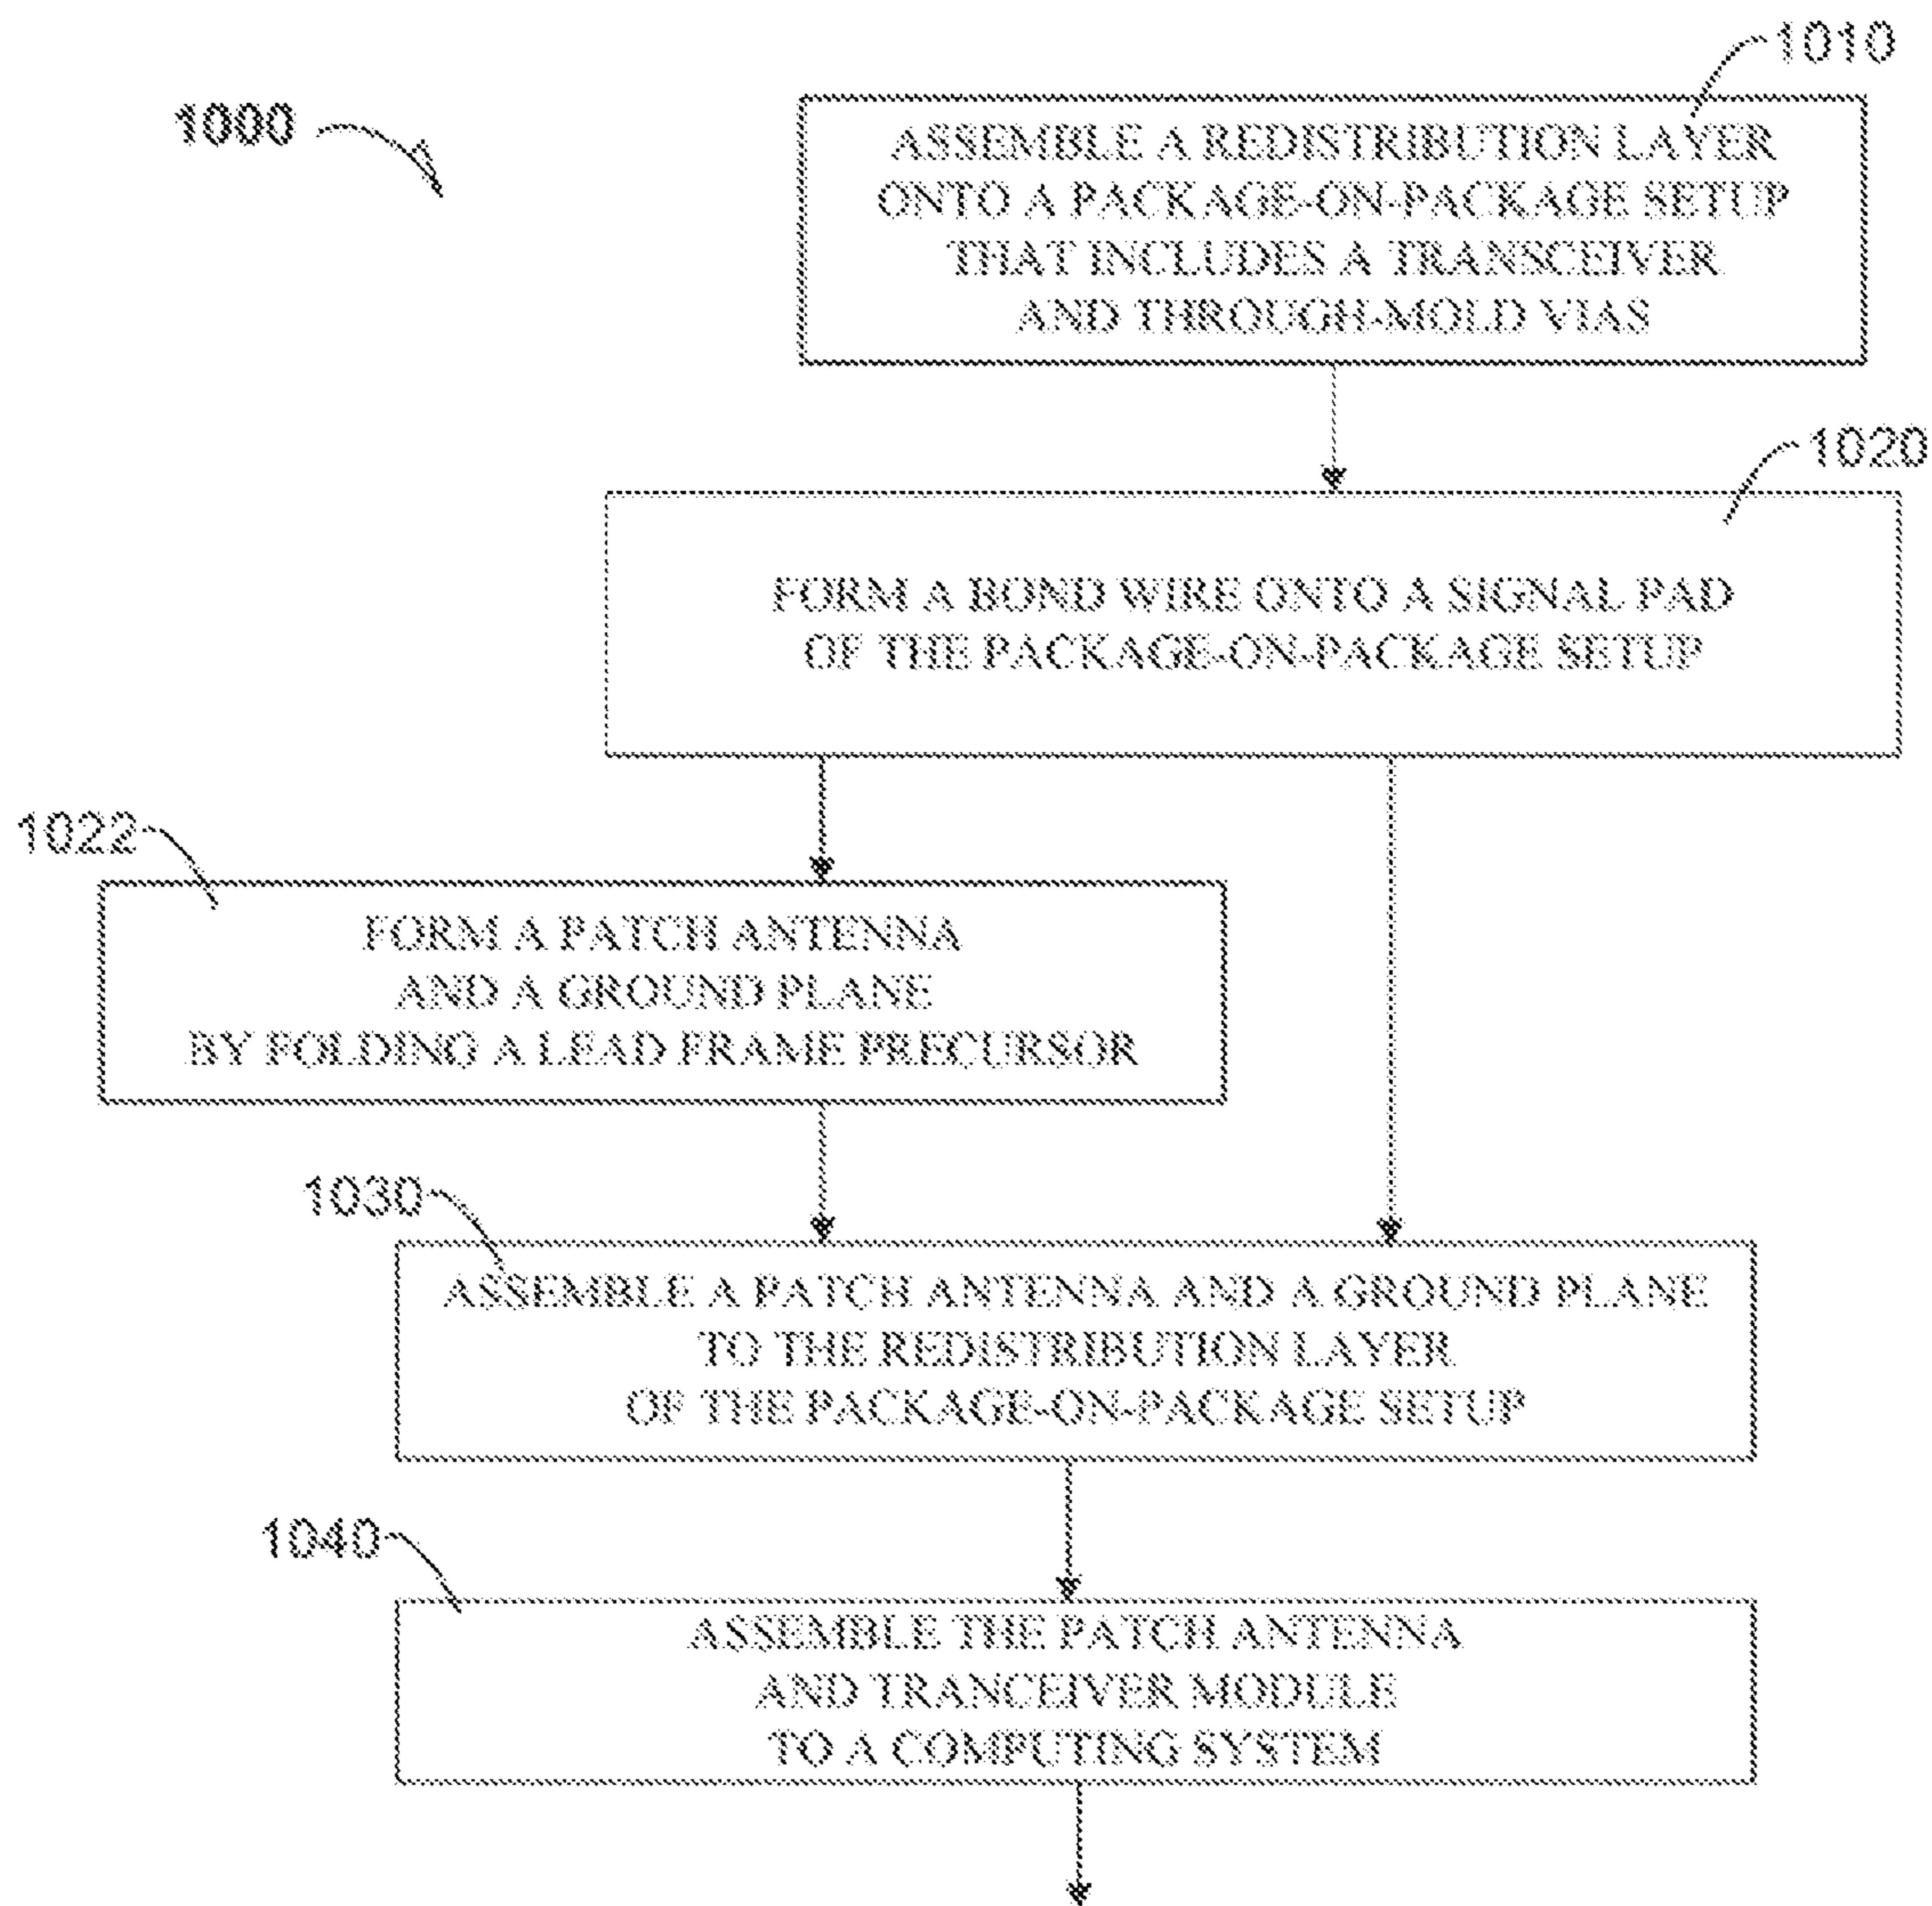 1010
1000
ASSEMBLE A REDISTRIBUTION LAYER
ONTO A PACKAGE-ON-PACKAGE SETUP
THAT INCLUDES A TRANSCEIVER
AND THROUGH-MOLD VIAS
1020
FORM A BOND WIRE ONTO A SIGNAL PAD
OF THE PACKAGE-ON-PACKAGE SETUP
1022
FORM A PATCH ANTENNA
AND A GROUND PLANE
BY FOLDING A LEAD FRAME PRECURSOR
1030
ASSEMBLE A PATCH ANTENNA AND A GROUND PLANE
TO THE REDISTRIBUTION LAYER
OF THE PACKAGE-ON-PACKAGE SETUP
1040
ASSEMBLE THE PATCH ANTENNA
AND TRANCEIVER MODULE
TO A COMPUTING SYSTEM